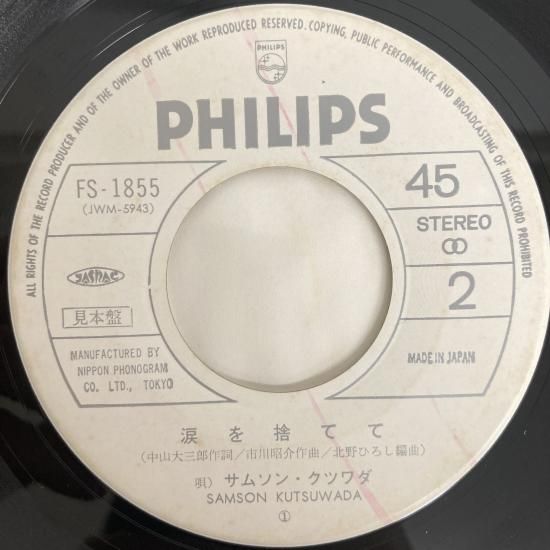 ALL RIGHTS OF THE RECORD PRODUCER AND OF THE OWNER OF THE WORK REPRODUCED RESERVED. COPYING, PUBLIC PERFORMANCE AND BROADCASTING OF THIS RECORD PROHIBITED
PHILIPS
PHILIPS
FS-1855
(JWM-5943)
45
STEREO
2
JASRAC
見本盤
MANUFACTURED BY
NIPPON PHONOGRAM
CO. LTD., TOKYO
MADE IN JAPAN
涙を捨てて
(中山大三郎作詞/市川昭介作曲/北野ひろし編曲)
唄) サムソン・クツワダ
SAMSON KUTSUWADA
①